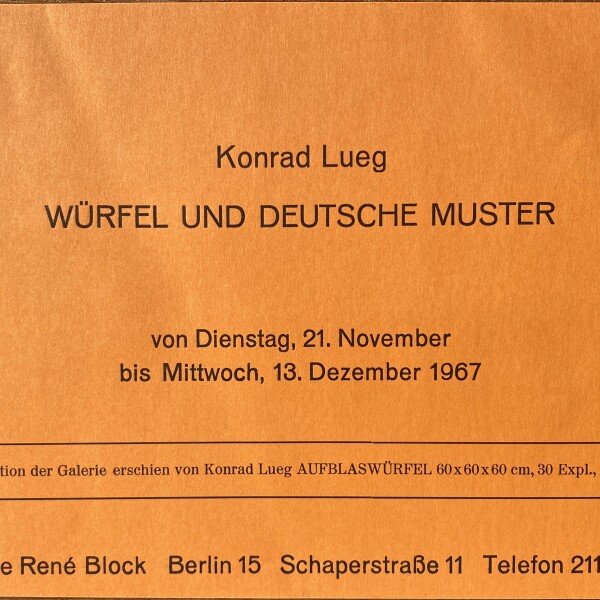 Konrad Lueg
WÜRFEL UND DEUTSCHE MUSTER
von Dienstag, 21. November
bis Mittwoch, 13. Dezember 1967
tion der Galerie erschien von Konrad Lueg AUFBLASWÜRFEL 60x60x60 cm, 30 Expl.,
e René Block Berlin 15 Schaperstraße 11 Telefon 211